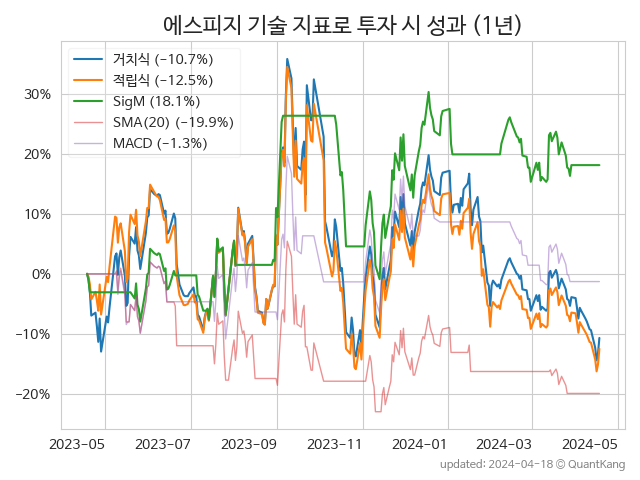 에스피지 기술 지표로 투자 시 성과 (1년)
거치식 (−10.7%)
적립식 (−12.5%)
SigM (18.1%)
SMA(20) (−19.9%)
MACD (−1.3%)
30%
20%
10%
0%
−10%
−20%
2023-05 2023-07 2023-09 2023-11 2024-01 2024-03 2024-05
updated: 2024-04-18 © QuantKang